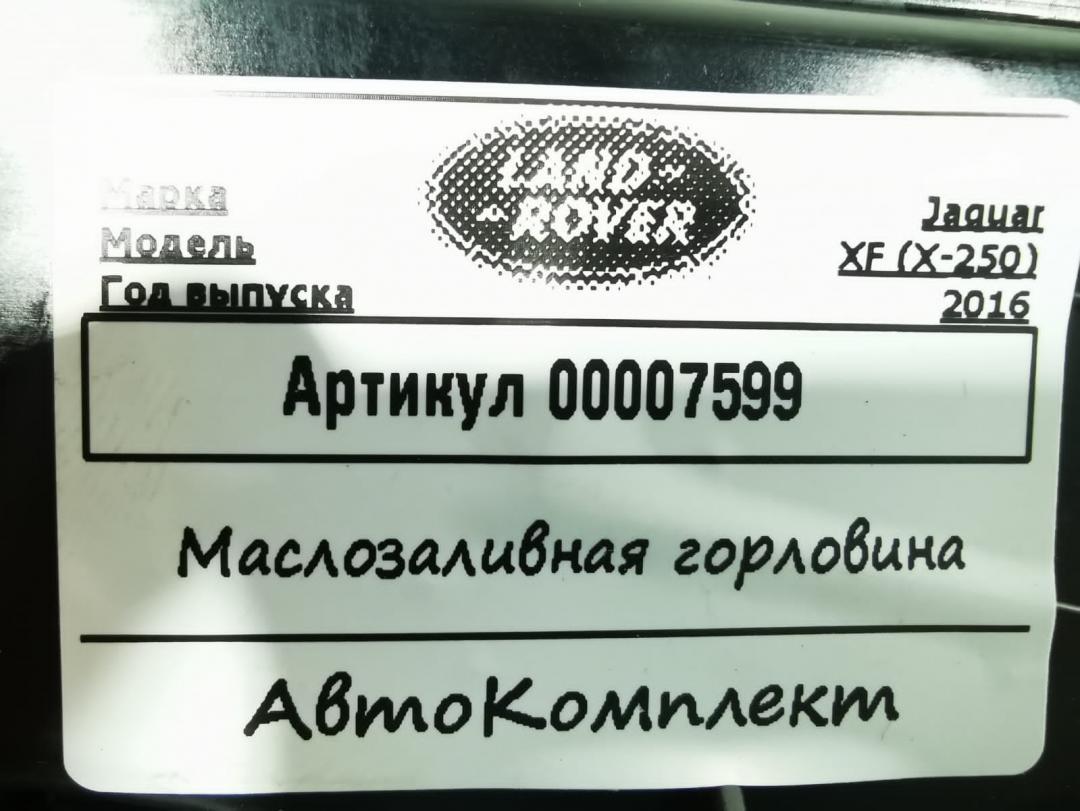 LAND-
-ROVER
Марка Jaguar
Модель XF (X-250)
Год выпуска 2016
Артикул 00007599
Маслозаливная горловина
АвтоКомплект